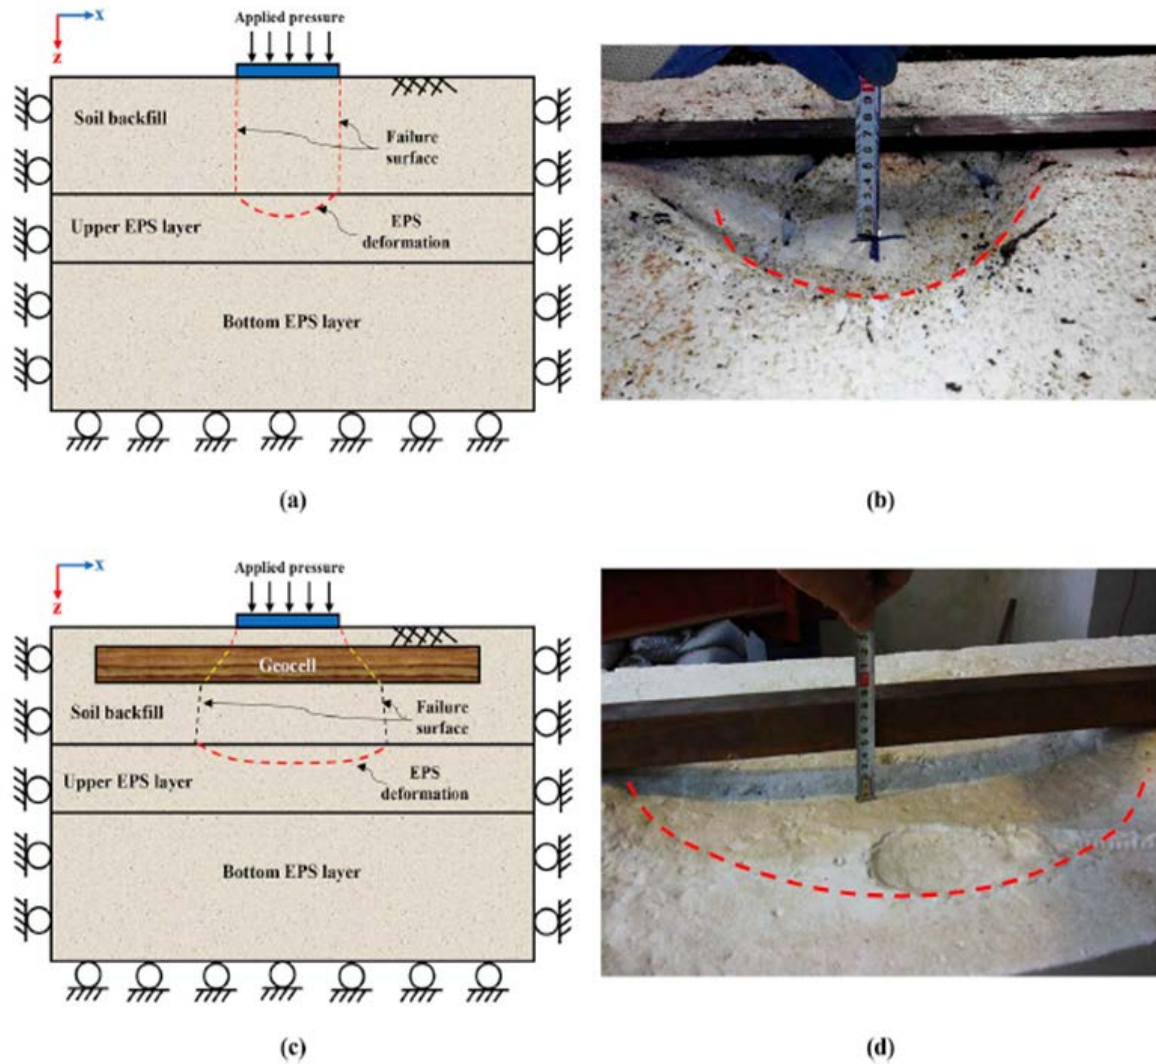 x
z
Applied pressure
Soil backfill
Failure
surface
Upper EPS layer
EPS
deformation
Bottom EPS layer
(a)
(b)
x
z
Applied pressure
Geocell
Soil backfill
Failure
surface
Upper EPS layer
EPS
deformation
Bottom EPS layer
(c)
(d)